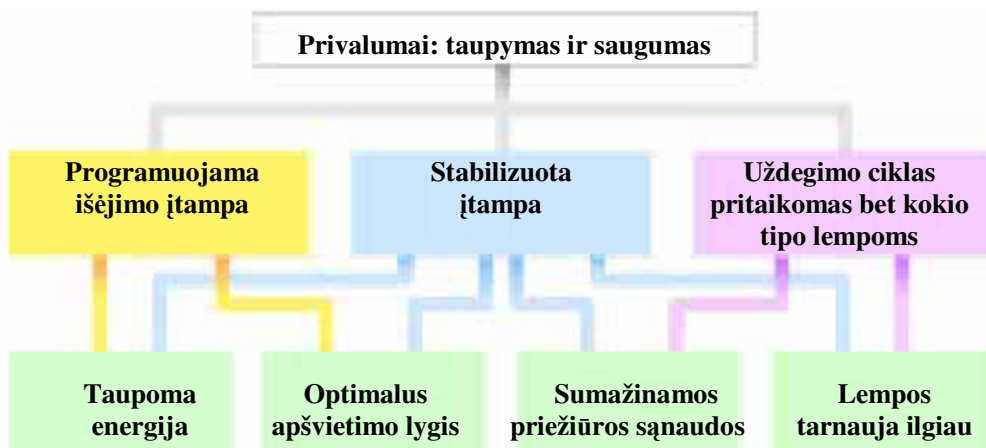 Privalumai: taupymas ir saugumas
Programuojama
išėjimo įtampa
Stabilizuota
įtampa
Uždegimo ciklas
pritaikomas bet kokio
tipo lempoms
Taupoma
energija
Optimalus
apšvietimo lygis
Sumažinamos
priežiūros sąnaudos
Lempos
tarnauja ilgiau